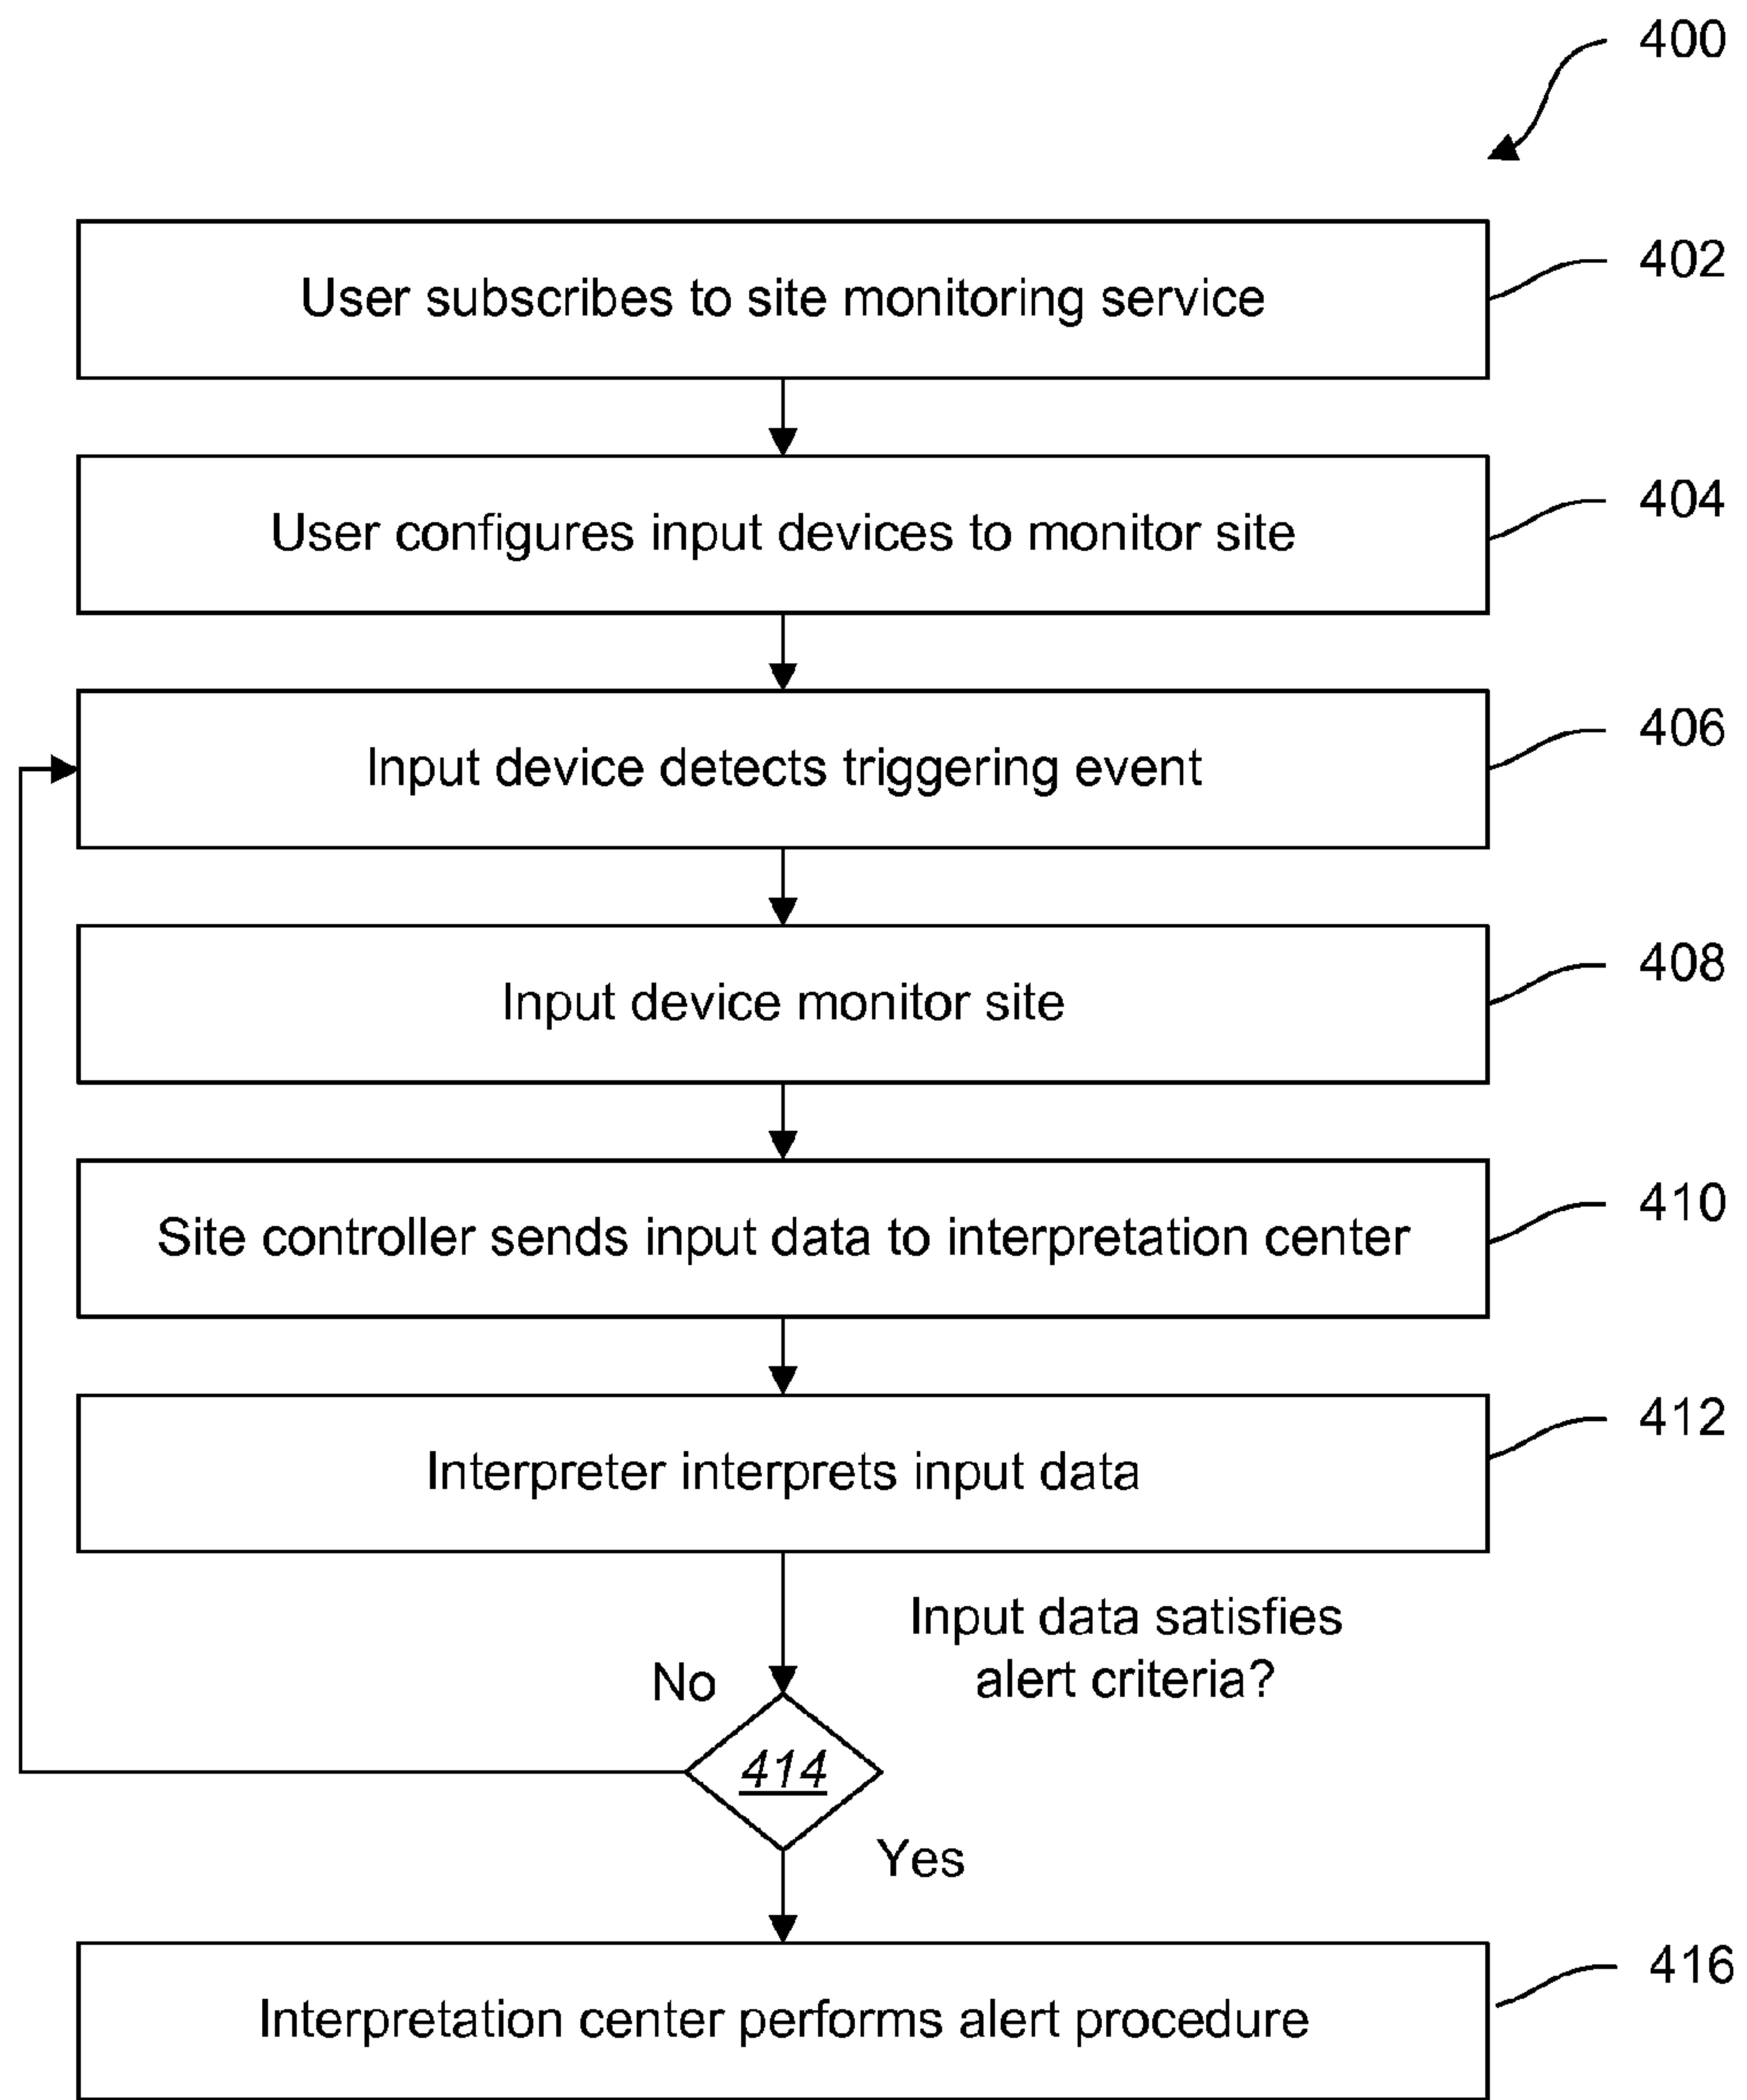 400
User subscribes to site monitoring service
402
User configures input devices to monitor site
404
Input device detects triggering event
406
Input device monitor site
408
Site controller sends input data to interpretation center
410
Interpreter interprets input data
412
Input data satisfies
alert criteria?
No
414
Yes
Interpretation center performs alert procedure
416